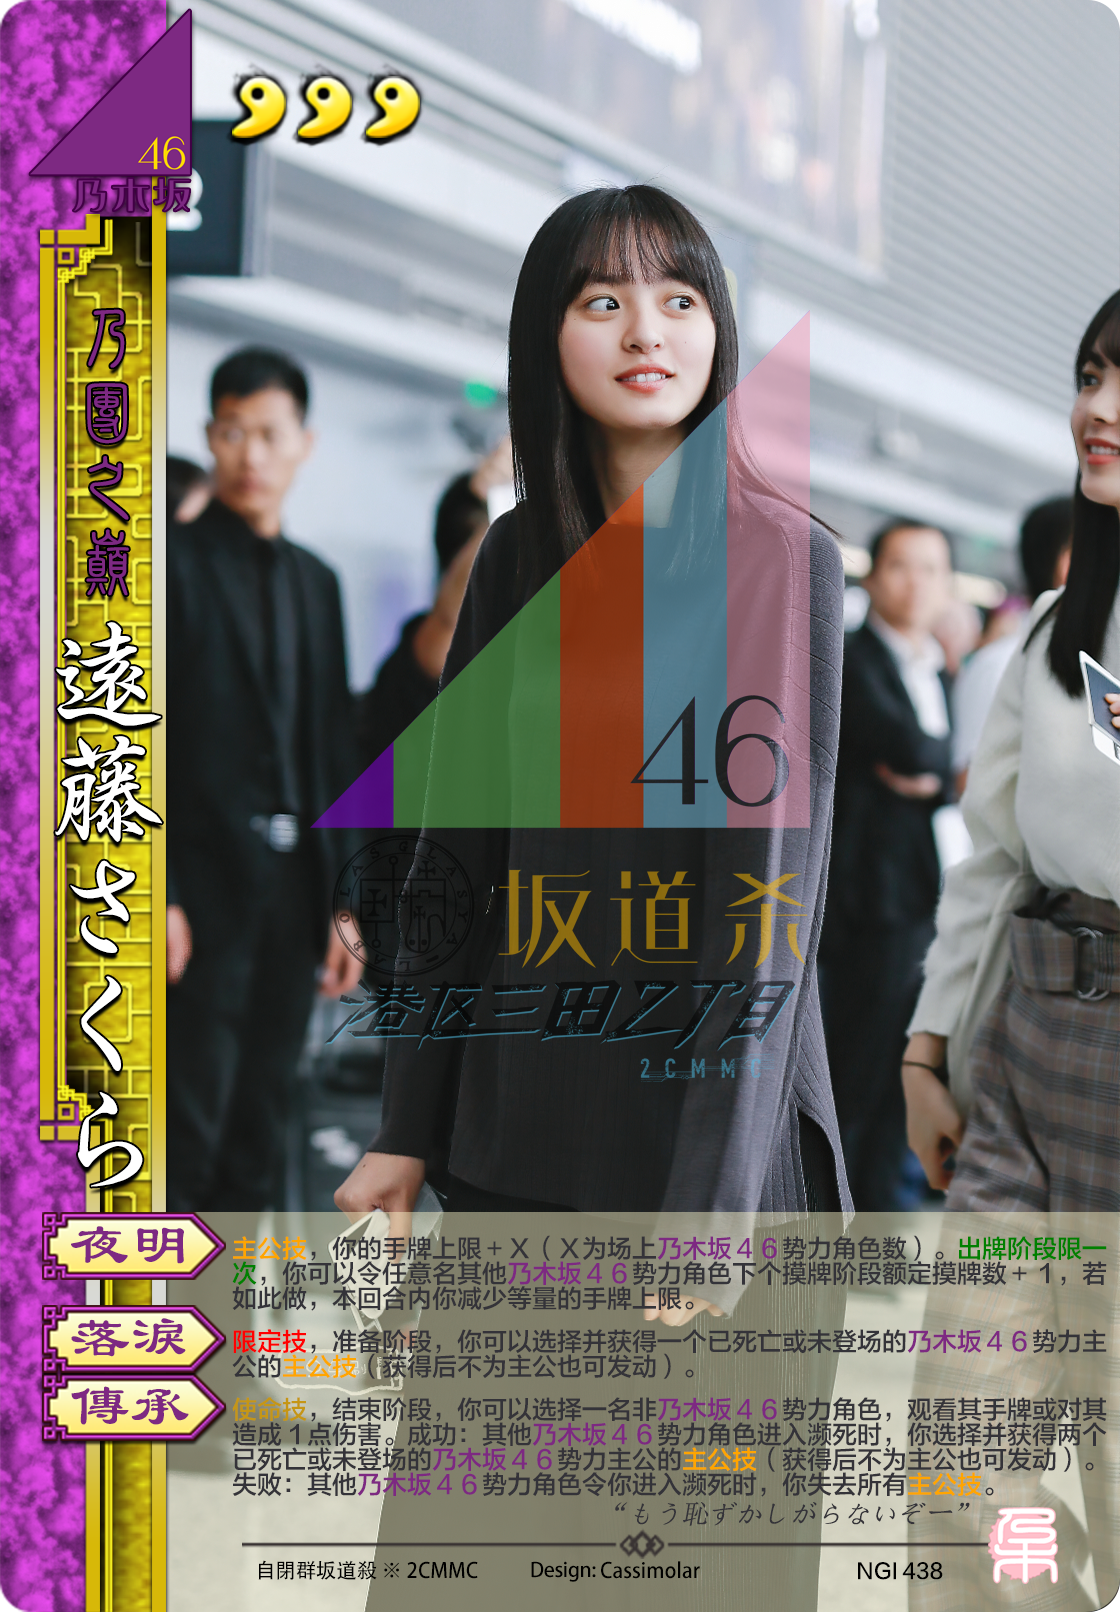 46
乃木坂
乃團之巔
遠藤さくら
46
坂道杀
港区三田2丁目
2CMMC
夜明
主公技，你的手牌上限＋Ｘ（Ｘ为场上乃木坂４６势力角色数）。出牌阶段限一
次，你可以令任意名其他乃木坂４６势力角色下个摸牌阶段额定摸牌数＋１，若
如此做，本回合内你减少等量的手牌上限。
落淚
限定技，准备阶段，你可以选择并获得一个已死亡或未登场的乃木坂４６势力主
公的主公技（获得后不为主公也可发动）。
傳承
使命技，结束阶段，你可以选择一名非乃木坂４６势力角色，观看其手牌或对其
造成１点伤害。成功：其他乃木坂４６势力角色进入濒死时，你选择并获得两个
已死亡或未登场的乃木坂４６势力主公的主公技（获得后不为主公也可发动）。
失败：其他乃木坂４６势力角色令你进入濒死时，你失去所有主公技。
“もう恥ずかしがらないぞー”
自閉群坂道殺 ※ 2CMMC Design: Cassimolar NGI 438